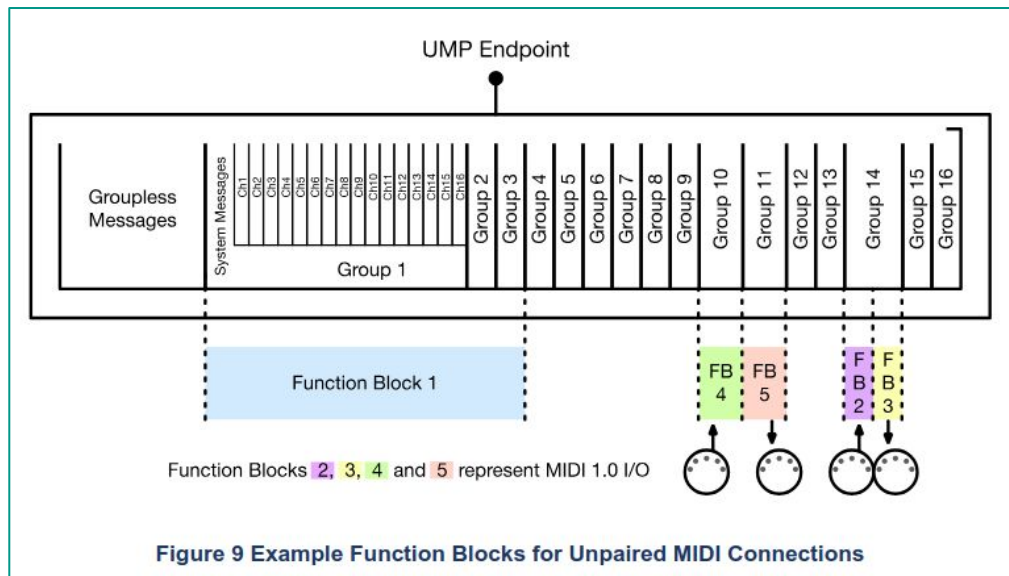 UMP Endpoint
Groupless
Messages
System Messages
Ch1
Ch2
Ch3
Ch4
Ch5
Ch6
Ch7
Ch8
Ch9
Ch10
Ch11
Ch12
Ch13
Ch14
Ch15
Ch16
Group 1
Group 2
Group 3
Group 4
Group 5
Group 6
Group 7
Group 8
Group 9
Group 10
Group 11
Group 12
Group 13
Group 14
Group 15
Group 16
Function Block 1
FB
4
FB
5
F
B
2
F
B
3
Function Blocks 2, 3, 4 and 5 represent MIDI 1.0 I/O
Figure 9 Example Function Blocks for Unpaired MIDI Connections